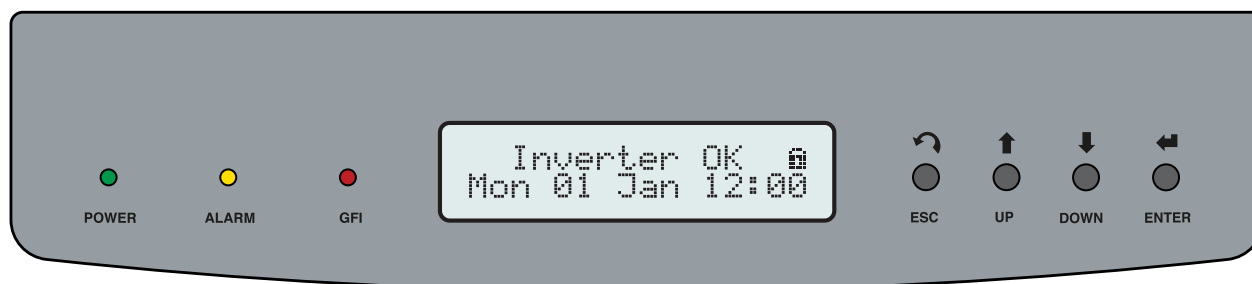 Inverter OK
Mon 01 Jan 12:00
POWER ALARM GFI ESC UP DOWN ENTER